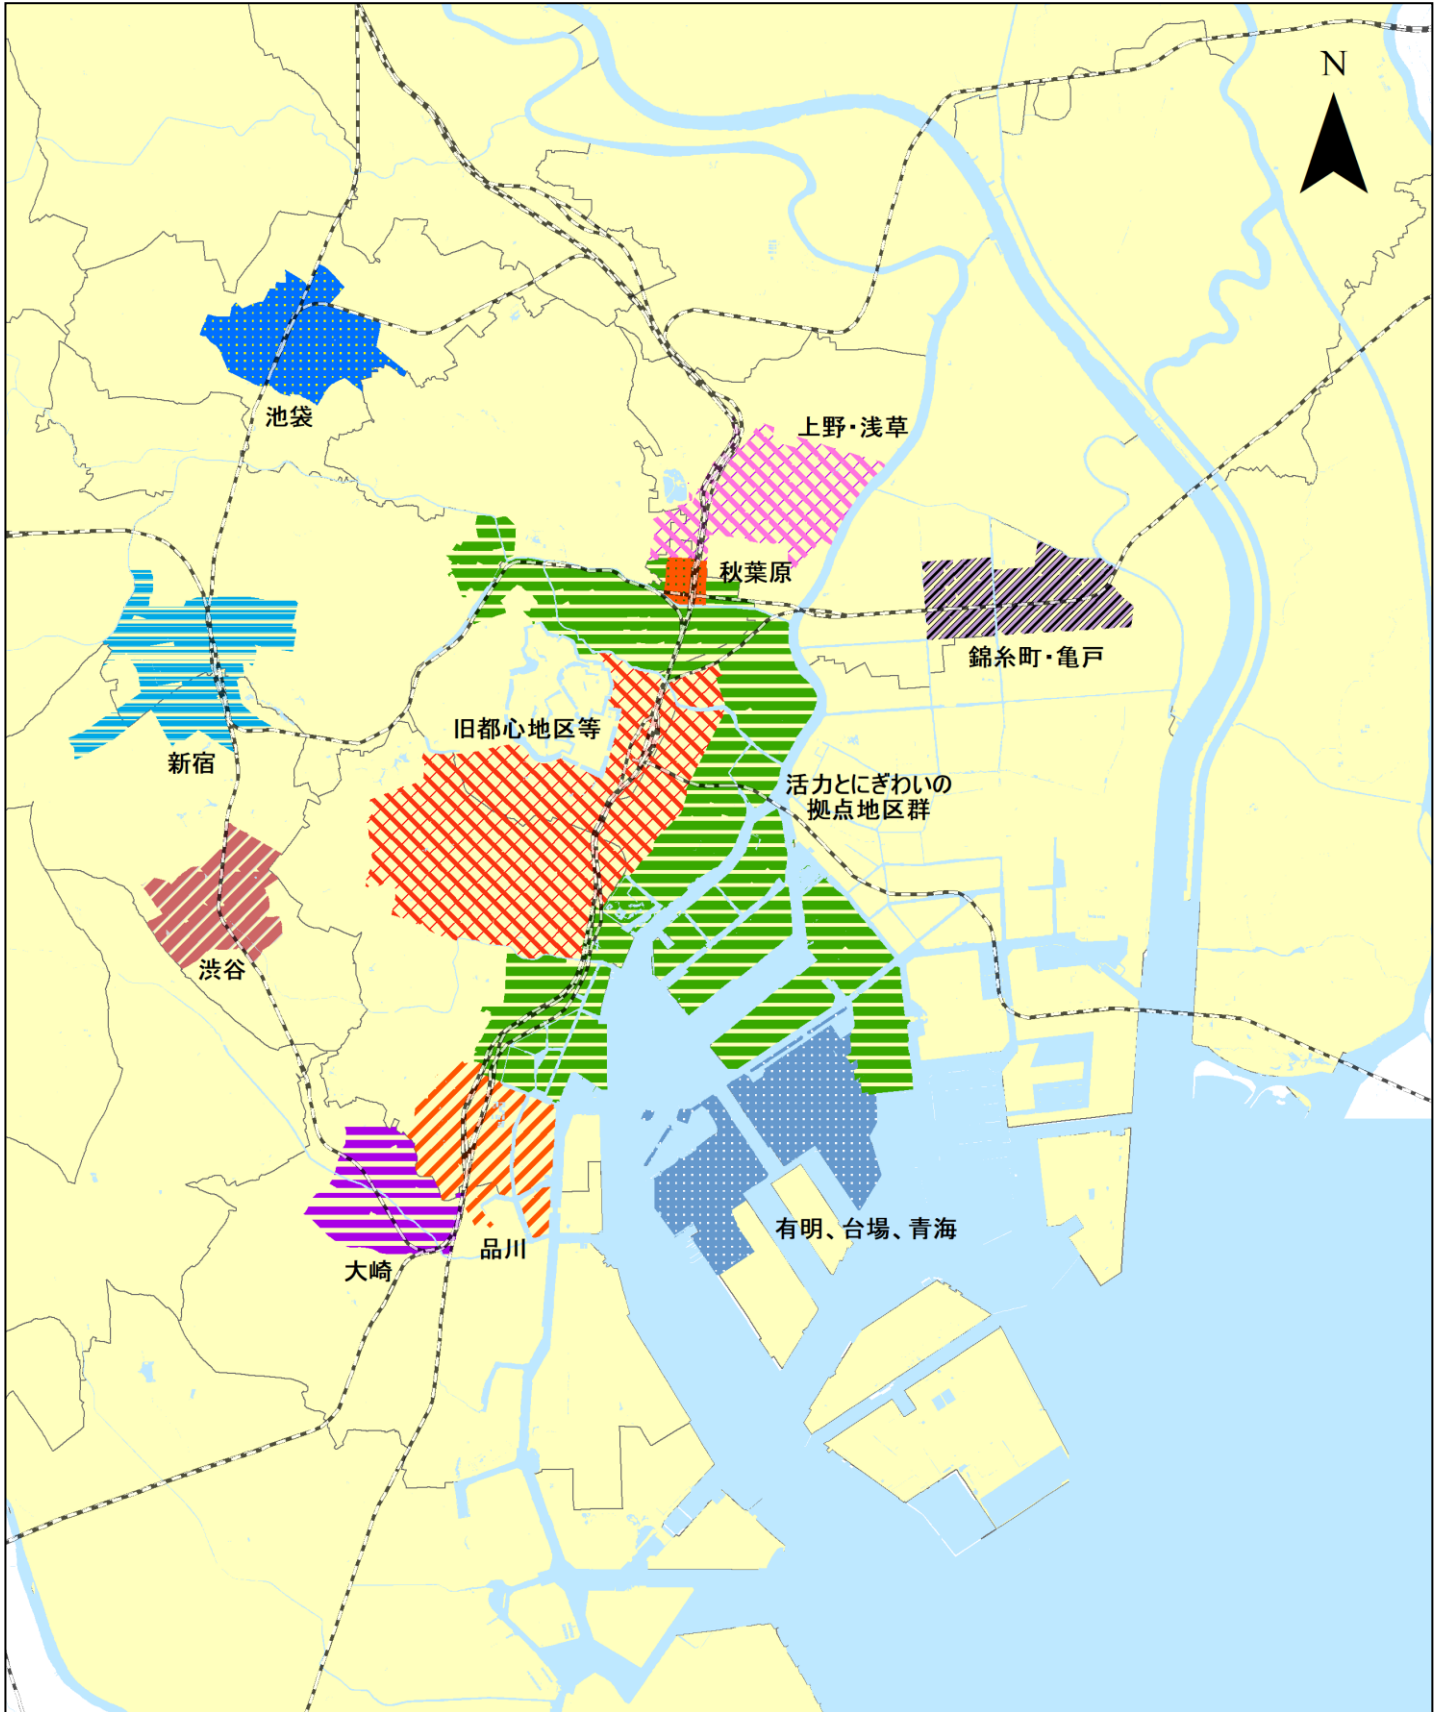 N
池袋
上野・浅草
秋葉原
錦糸町・亀戸
旧都心地区等
新宿
活力とにぎわいの
拠点地区群
渋谷
有明、台場、青海
品川
大崎